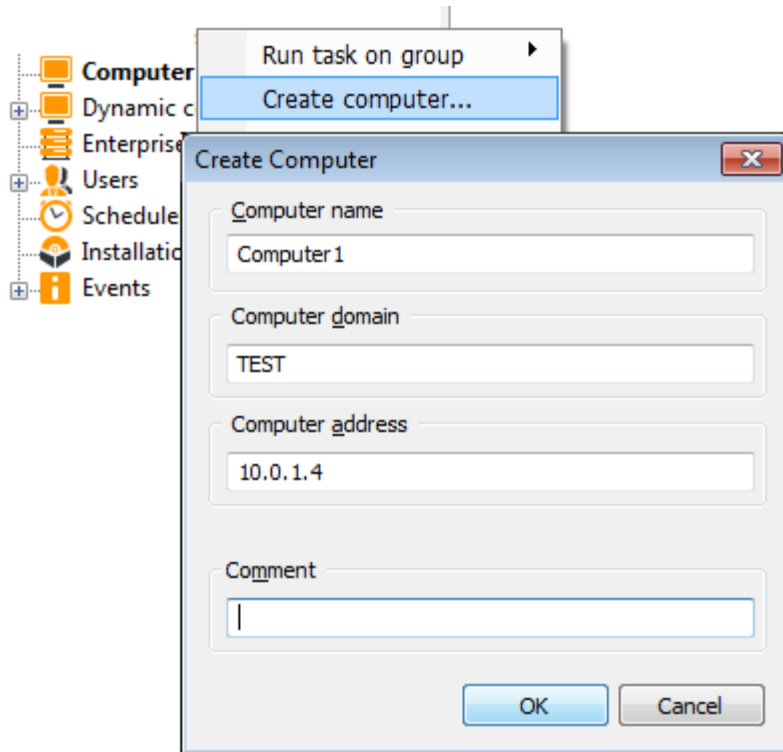 Run task on group
Create computer...
Computer
Dynamic c
Enterprise
Users
Schedule
Installatic
Events
Create Computer
Computer name
Computer1
Computer domain
TEST
Computer address
10.0.1.4
Comment
OK
Cancel